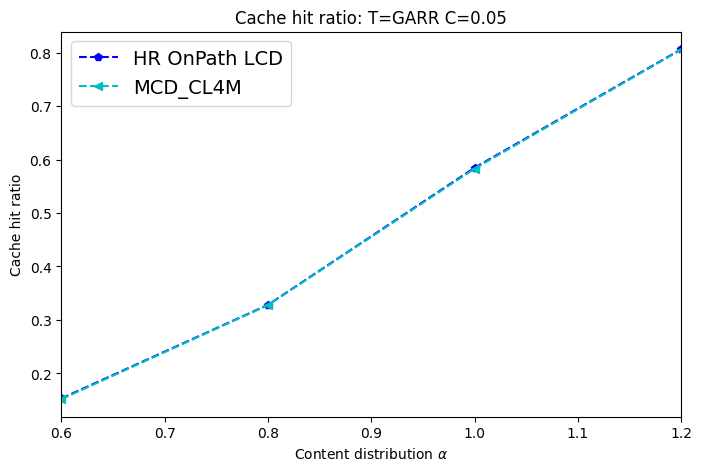 Cache hit ratio: T=GARR C=0.05
HR OnPath LCD
MCD_CL4M
Cache hit ratio
0.8
0.7
0.6
0.5
0.4
0.3
0.2
0.6 0.7 0.8 0.9 1.0 1.1 1.2
Content distribution α